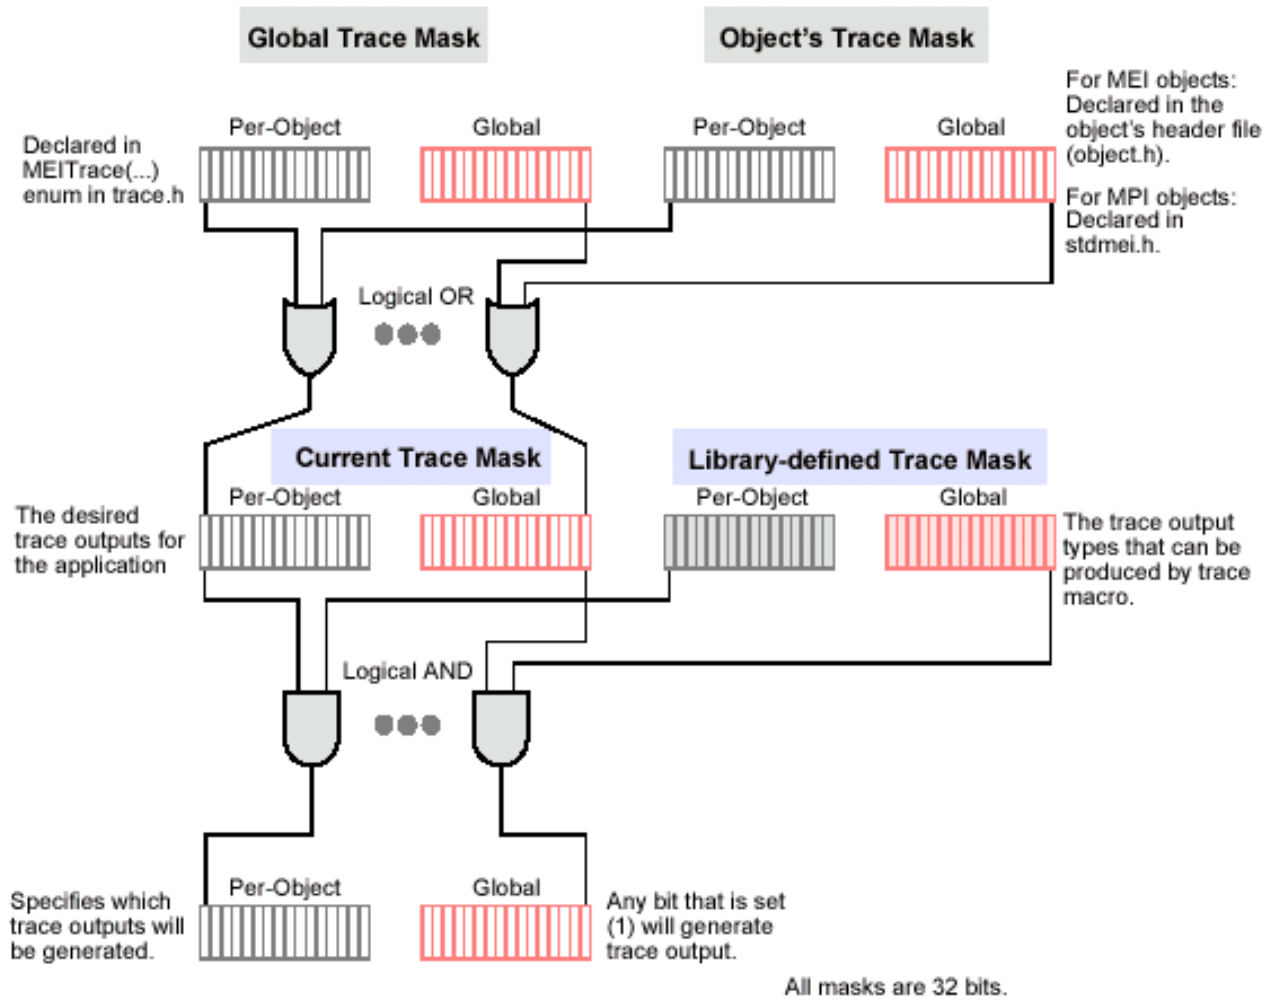 Global Trace Mask
Object's Trace Mask
For MEI objects:
Declared in the
object's header file
(object.h).
For MPI objects:
Declared in
stdmei.h.
Declared in
MEITrace(...)
enum in trace.h
Per-Object
Global
Per-Object
Global
Logical OR
Current Trace Mask
Library-defined Trace Mask
Per-Object
Global
Per-Object
Global
The desired
trace outputs for
the application
The trace output
types that can be
produced by trace
macro.
Logical AND
Specifies which
trace outputs will
be generated.
Per-Object
Global
Any bit that is set
(1) will generate
trace output.
All masks are 32 bits.